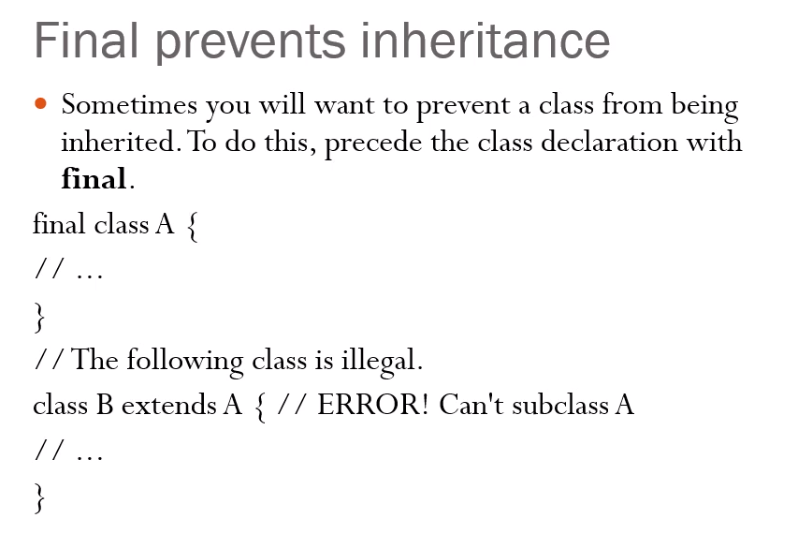 Final prevents inheritance
• Sometimes you will want to prevent a class from being
inherited. To do this, precede the class declaration with
final.
final class A {
// …
}
// The following class is illegal.
class B extends A { // ERROR! Can't subclass A
// …
}